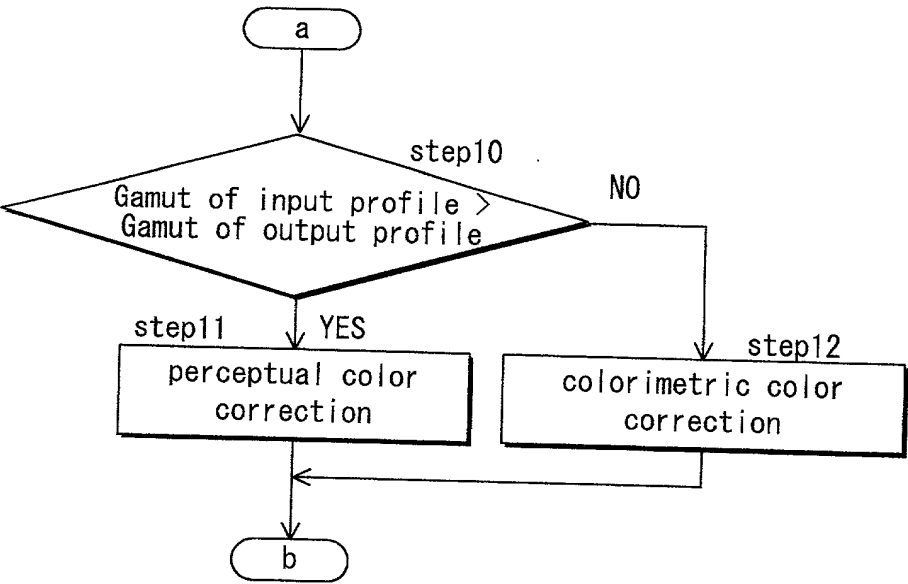 a
step10
Gamut of input profile >
Gamut of output profile
NO
step11
YES
step12
perceptual color
correction
colorimetric color
correction
b